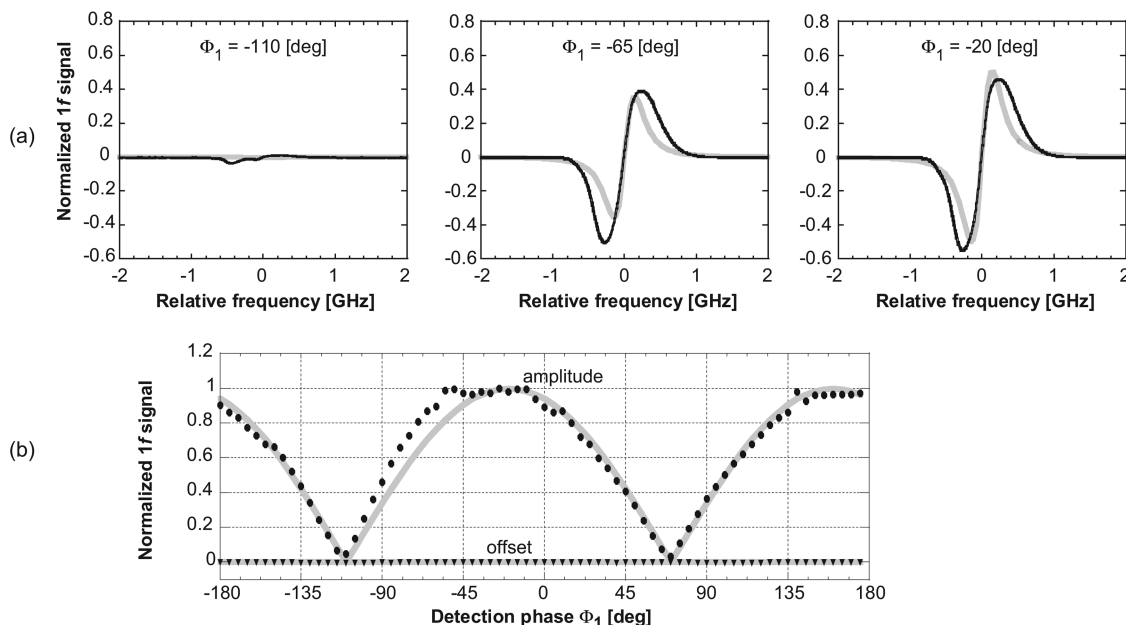 (a)
Normalized 1f signal
0.8
0.6
0.4
0.2
0
-0.2
-0.4
-0.6
Φ1 = -110 [deg]
-2 -1 0 1 2
Relative frequency [GHz]
0.8
0.6
0.4
0.2
0
-0.2
-0.4
-0.6
Φ1 = -65 [deg]
-2 -1 0 1 2
Relative frequency [GHz]
0.8
0.6
0.4
0.2
0
-0.2
-0.4
-0.6
Φ1 = -20 [deg]
-2 -1 0 1 2
Relative frequency [GHz]
(b)
Normalized 1f signal
1.2
1
0.8
0.6
0.4
0.2
0
amplitude
offset
-180 -135 -90 -45 0 45 90 135 180
Detection phase Φ1 [deg]